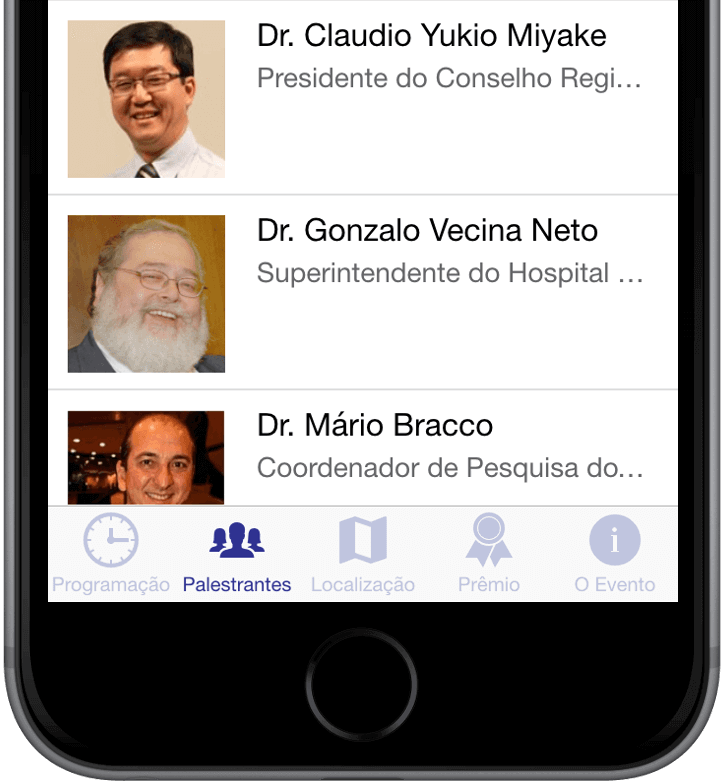 Dr. Claudio Yukio Miyake
Presidente do Conselho Regi...
Dr. Gonzalo Vecina Neto
Superintendente do Hospital ...
Dr. Mário Bracco
Coordenador de Pesquisa do...
Programação Palestrantes Localização Prêmio O Evento